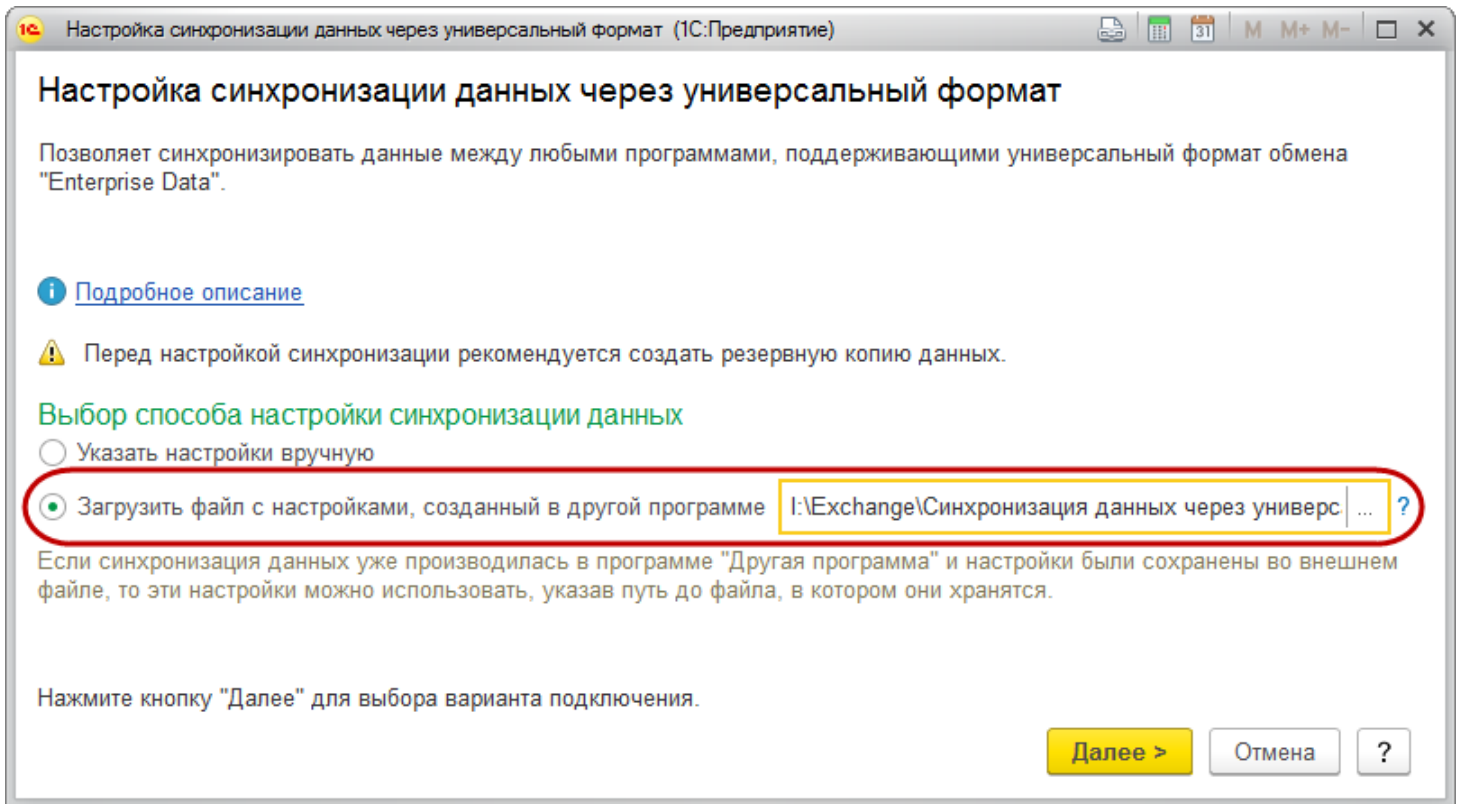 1С Настройка синхронизации данных через универсальный формат (1С:Предприятие) 31 M M+ M-
Настройка синхронизации данных через универсальный формат
Позволяет синхронизировать данные между любыми программами, поддерживающими универсальный формат обмена
"Enterprise Data".
i Подробное описание
Перед настройкой синхронизации рекомендуется создать резервную копию данных.
Выбор способа настройки синхронизации данных
Указать настройки вручную
Загрузить файл с настройками, созданный в другой программе I:\Exchange\Синхронизация данных через универс ... ?
Если синхронизация данных уже производилась в программе "Другая программа" и настройки были сохранены во внешнем
файле, то эти настройки можно использовать, указав путь до файла, в котором они хранятся.
Нажмите кнопку "Далее" для выбора варианта подключения.
Далее > Отмена ?